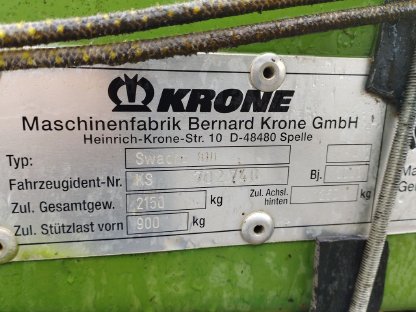 KRONE
Maschinenfabrik Bernard Krone GmbH
Heinrich-Krone-Str. 10 D-48480 Spelle
Typ:
Fahrzeugident-Nr. KS Bj.
Zul. Gesamtgew. 2150 kg Zul. Achsl. hinten kg
Zul. Stützlast vorn 900 kg